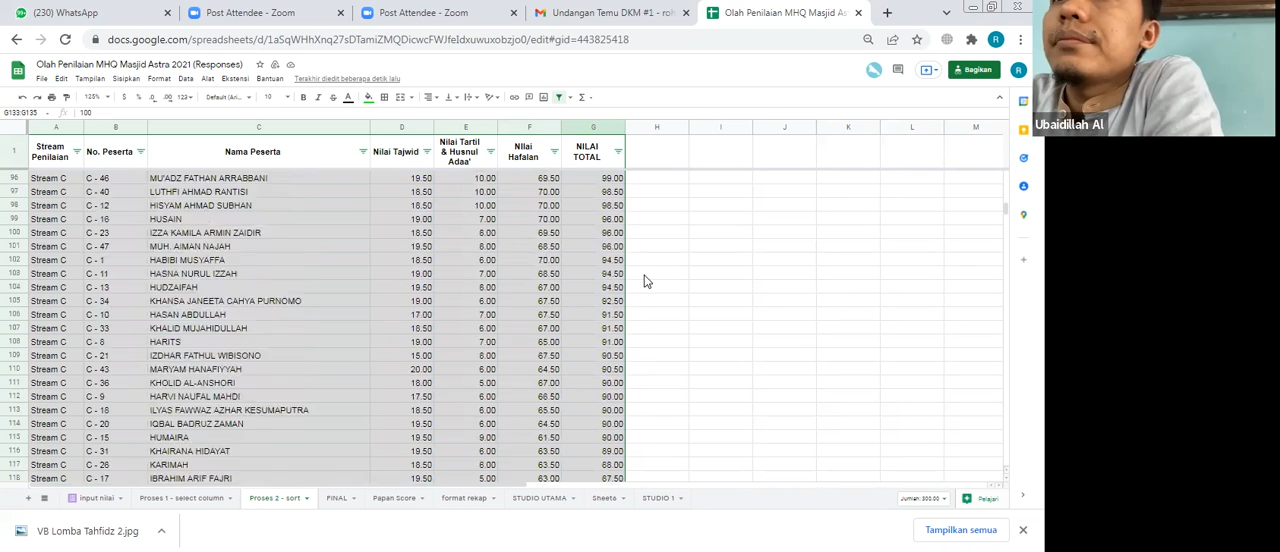 (230) WhatsApp
Post Attendee - Zoom
Post Attendee - Zoom
Undangan Temu DKM #1 - roh
Olah Penilaian MHQ Masjid As
docs.google.com/spreadsheets/d/
Olah Penilaian MHQ Masjid Astra 2021 (Responses)
File Edit Tampilan Sisipkan Format Data Alat Ekstensi Bantuan Terakhir diedit beberapa detik lalu
Bagikan
R
125% $ % .0 .00 123 Default (Ari... 10 B I S A
G133:G135 fx 100
A B C D E F G H I J K L M
1 Stream Penilaian No. Peserta Nama Peserta Nilai Tajwid Nilai Tartil & Husnul Adaa' NIlai Hafalan NILAI TOTAL
96 Stream C C - 46 MU'ADZ FATHAN ARRABBANI 19.50 10.00 69.50 99.00
97 Stream C C - 40 LUTHFI AHMAD RANTISI 18.50 10.00 70.00 98.50
98 Stream C C - 12 HISYAM AHMAD SUBHAN 18.50 10.00 70.00 98.50
99 Stream C C - 16 HUSAIN 19.00 7.00 70.00 96.00
100 Stream C C - 23 IZZA KAMILA ARMIN ZAIDIR 18.50 8.00 69.50 96.00
101 Stream C C - 47 MUH. AIMAN NAJAH 19.50 8.00 68.50 96.00
102 Stream C C - 1 HABIBI MUSYAFFA 18.50 6.00 70.00 94.50
103 Stream C C - 11 HASNA NURUL IZZAH 19.00 7.00 68.50 94.50
104 Stream C C - 13 HUDZAIFAH 19.50 8.00 67.00 94.50
105 Stream C C - 34 KHANSA JANEETA CAHYA PURNOMO 19.00 6.00 67.50 92.50
106 Stream C C - 10 HASAN ABDULLAH 17.00 7.00 67.50 91.50
107 Stream C C - 33 KHALID MUJAHIDULLAH 18.50 6.00 67.00 91.50
108 Stream C C - 8 HARITS 19.00 7.00 65.00 91.00
109 Stream C C - 21 IZDHAR FATHUL WIBISONO 15.00 8.00 67.50 90.50
110 Stream C C - 43 MARYAM HANAFIYYAH 20.00 6.00 64.50 90.50
111 Stream C C - 36 KHOLID AL-ANSHORI 18.00 5.00 67.00 90.00
112 Stream C C - 9 HARVI NAUFAL MAHDI 17.50 6.00 66.50 90.00
113 Stream C C - 18 ILYAS FAWWAZ AZHAR KESUMAPUTRA 18.50 6.00 65.50 90.00
114 Stream C C - 20 IQBAL BADRUZ ZAMAN 19.50 6.00 64.50 90.00
115 Stream C C - 15 HUMAIRA 19.50 9.00 61.50 90.00
116 Stream C C - 31 KHAIRANA HIDAYAT 19.50 6.00 63.50 89.00
117 Stream C C - 26 KARIMAH 18.50 6.00 63.50 88.00
118 Stream C C - 17 IBRAHIM ARIF FAJRI 19.50 5.00 63.00 87.50
input nilai Proses 1 - select column Proses 2 - sort FINAL Papan Score format rekap STUDIO UTAMA Sheet4 STUDIO 1 Jumlah: 300.00 Pelajari
VB Lomba Tahfidz 2.jpg
Tampilkan semua
Ubaidillah Al